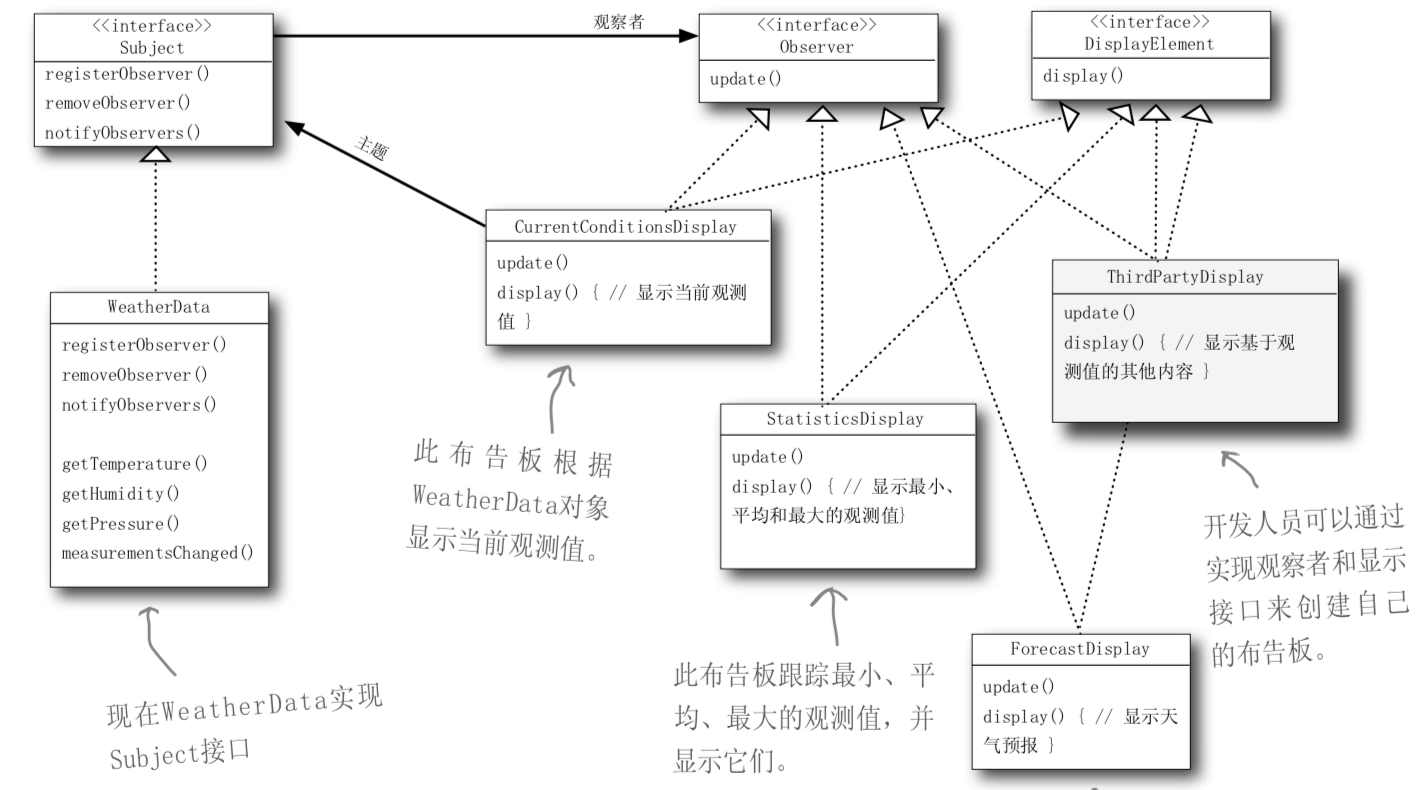 <<interface>>
Subject
registerObserver()
removeObserver()
notifyObservers()
观察者
<<interface>>
Observer
update()
<<interface>>
DisplayElement
display()
主题
CurrentConditionsDisplay
update()
display() { // 显示当前观测
值 }
ThirdPartyDisplay
update()
display() { // 显示基于观
测值的其他内容 }
WeatherData
registerObserver()
removeObserver()
notifyObservers()
getTemperature()
getHumidity()
getPressure()
measurementsChanged()
StatisticsDisplay
update()
display() { // 显示最小、
平均和最大的观测值}
此布告板根据
WeatherData对象
显示当前观测值。
开发人员可以通过
实现观察者和显示
接口来创建自己
的布告板。
ForecastDisplay
update()
display() { // 显示天
气预报 }
此布告板跟踪最小、平
均、最大的观测值，并
显示它们。
现在WeatherData实现
Subject接口